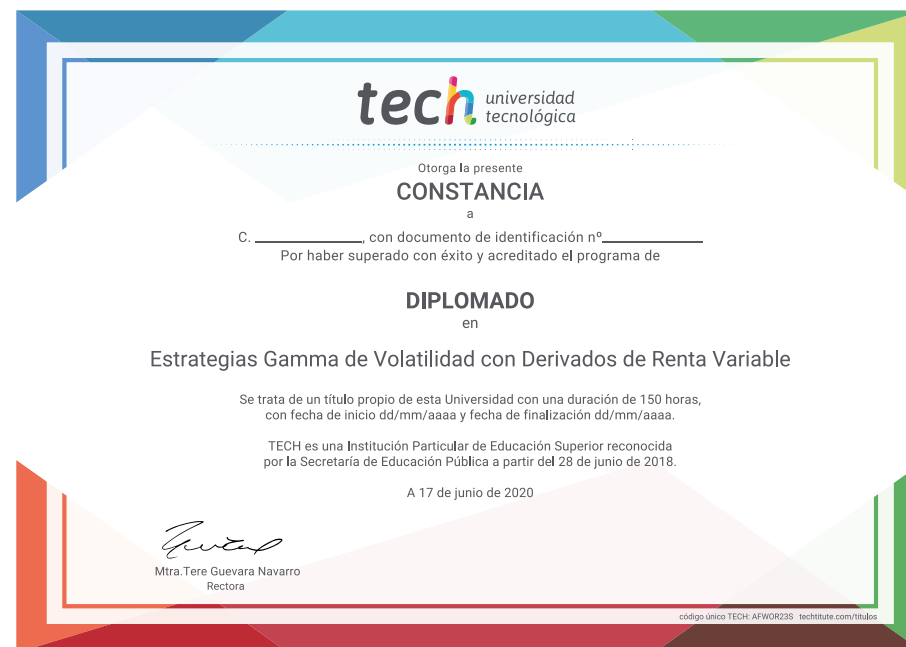 tech universidad
tecnológica
Otorga la presente
CONSTANCIA
a
C. ____________, con documento de identificación nº____________
Por haber superado con éxito y acreditado el programa de
DIPLOMADO
en
Estrategias Gamma de Volatilidad con Derivados de Renta Variable
Se trata de un título propio de esta Universidad con una duración de 150 horas,
con fecha de inicio dd/mm/aaaa y fecha de finalización dd/mm/aaaa.
TECH es una Institución Particular de Educación Superior reconocida
por la Secretaría de Educación Pública a partir del 28 de junio de 2018.
A 17 de junio de 2020
Mtra.Tere Guevara Navarro
Rectora
código único TECH: AFWOR23S techtitute.com/titulos